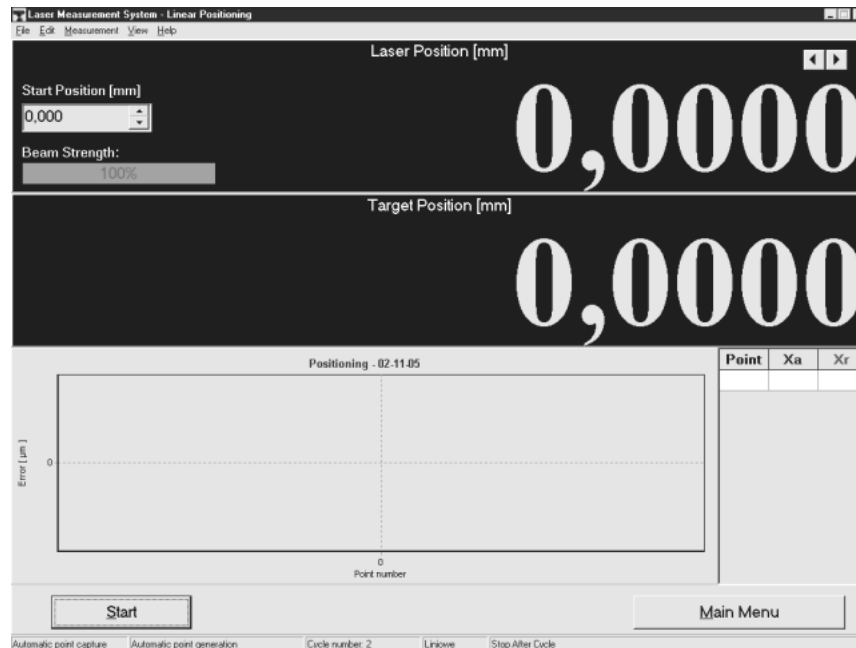 Laser Measurement System - Linear Positioning
File Edit Measurement View Help
Laser Position [mm]
Start Position [mm]
0,000
0,0000
Beam Strength:
100%
Target Position [mm]
0,0000
Positioning - 02-11-05
Point Xa Xr
Error [ µm ]
0
0
Point number
Start
Main Menu
Automatic point capture Automatic point generation Cycle number: 2 Liniowe Stop After Cycle